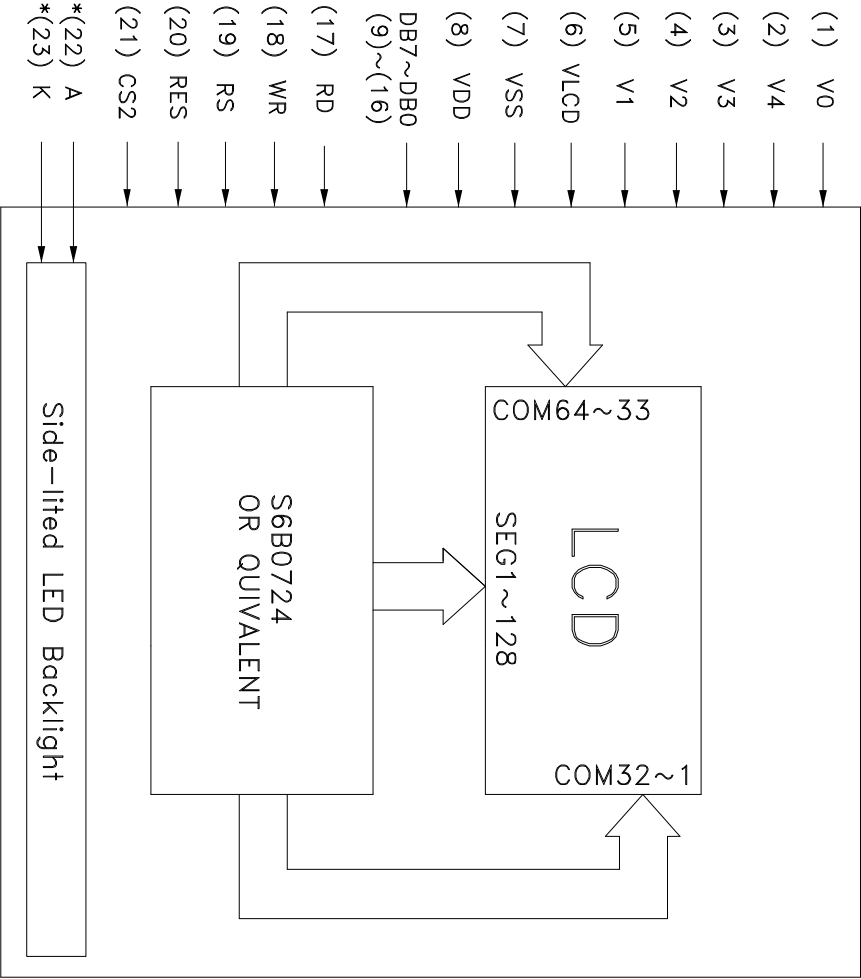 (1) V0
(2) V4
(3) V3
(4) V2
(5) V1
(6) VLCD
(7) VSS
(8) VDD
DB7~DB0
(9)~(16)
(17) RD
(18) WR
(19) RS
(20) RES
(21) CS2
*(22) A
*(23) K
COM64~33
LCD
SEG1~128
COM32~1
S6B0724
OR QUIVALENT
Side-lited LED Backlight